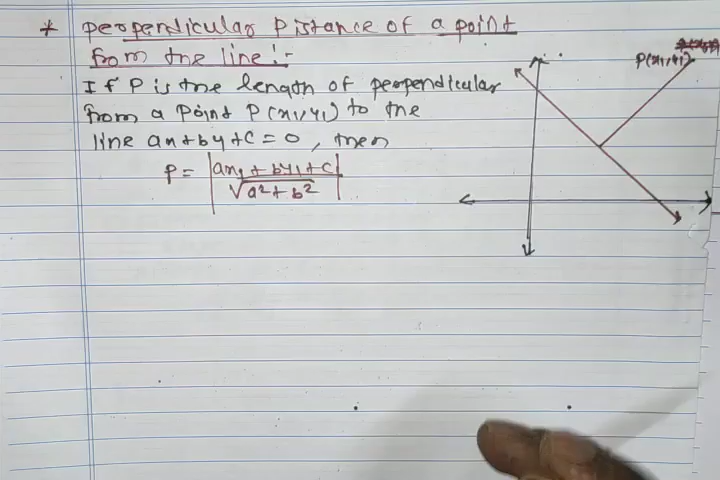 * perpendicular Distance of a point
from the line :-
If P is the length of perpendicular
from a point P(x1,y1) to the
line ax+by+c=0, then
P = |ax1+by1+c / √a²+b²|
P(x1,y1)